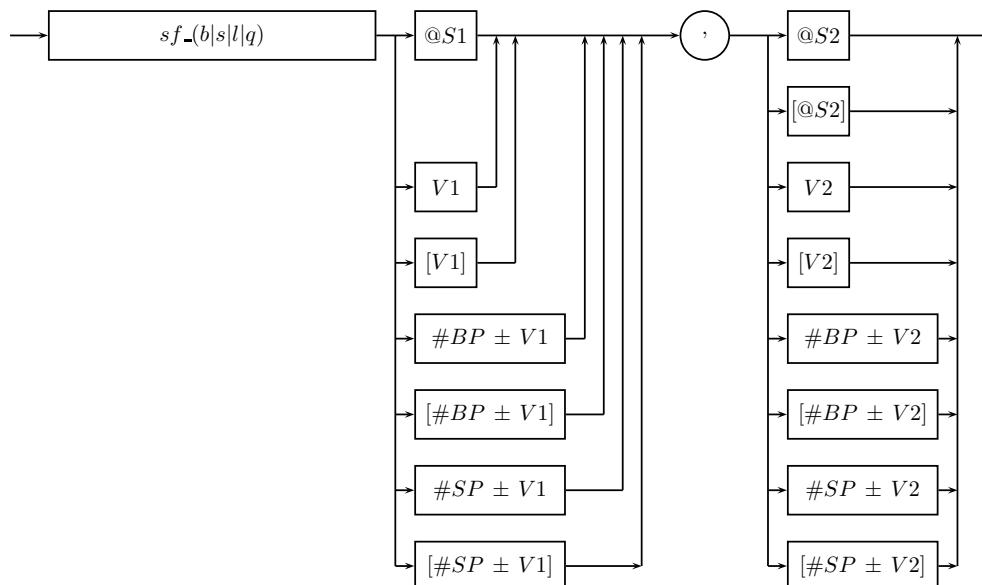 sf_(b|s|l|q) @S1 , @S2
[@S2]
V1 V2
[V1] [V2]
#BP ± V1 #BP ± V2
[#BP ± V1] [#BP ± V2]
#SP ± V1 #SP ± V2
[#SP ± V1] [#SP ± V2]